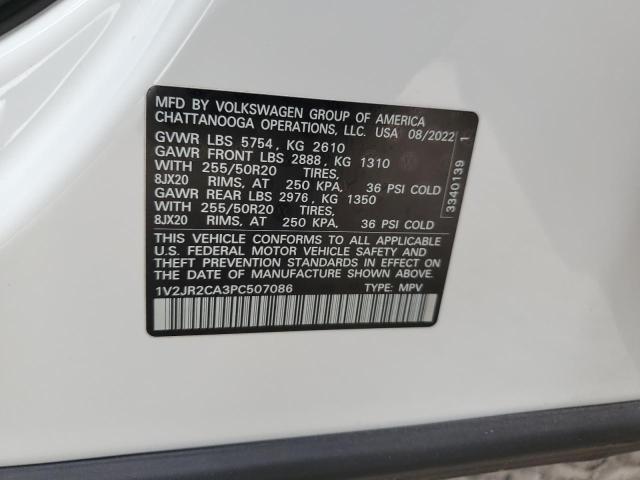 MFD BY VOLKSWAGEN GROUP OF AMERICA
CHATTANOOGA OPERATIONS, LLC. USA 08/2022
GVWR LBS 5754, KG 2610
GAWR FRONT LBS 2888, KG 1310
WITH 255/50R20 TIRES,
8JX20 RIMS, AT 250 KPA, 36 PSI COLD
GAWR REAR LBS 2976, KG 1350
WITH 255/50R20 TIRES,
8JX20 RIMS, AT 250 KPA, 36 PSI COLD
THIS VEHICLE CONFORMS TO ALL APPLICABLE
U.S. FEDERAL MOTOR VEHICLE SAFETY AND
THEFT PREVENTION STANDARDS IN EFFECT ON
THE DATE OF MANUFACTURE SHOWN ABOVE.
1V2JR2CA3PC507086 TYPE: MPV
3340139 1